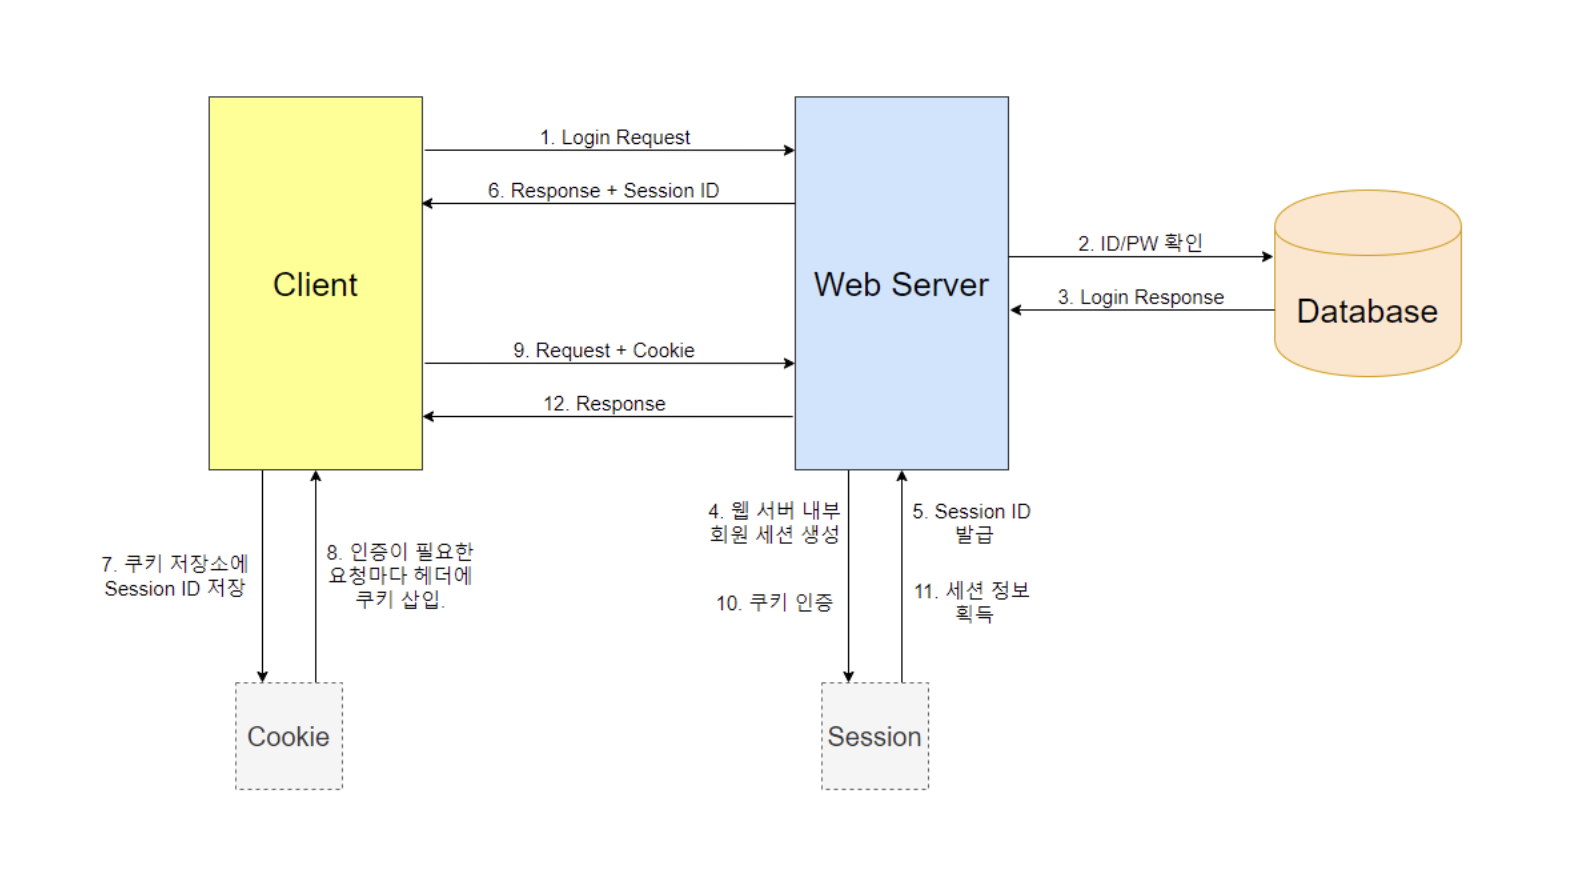 1. Login Request
6. Response + Session ID
Client
Web Server
2. ID/PW 확인
3. Login Response
Database
9. Request + Cookie
12. Response
7. 쿠키 저장소에
Session ID 저장
8. 인증이 필요한
요청마다 헤더에
쿠키 삽입.
4. 웹 서버 내부
회원 세션 생성
10. 쿠키 인증
5. Session ID
발급
11. 세션 정보
획득
Cookie
Session